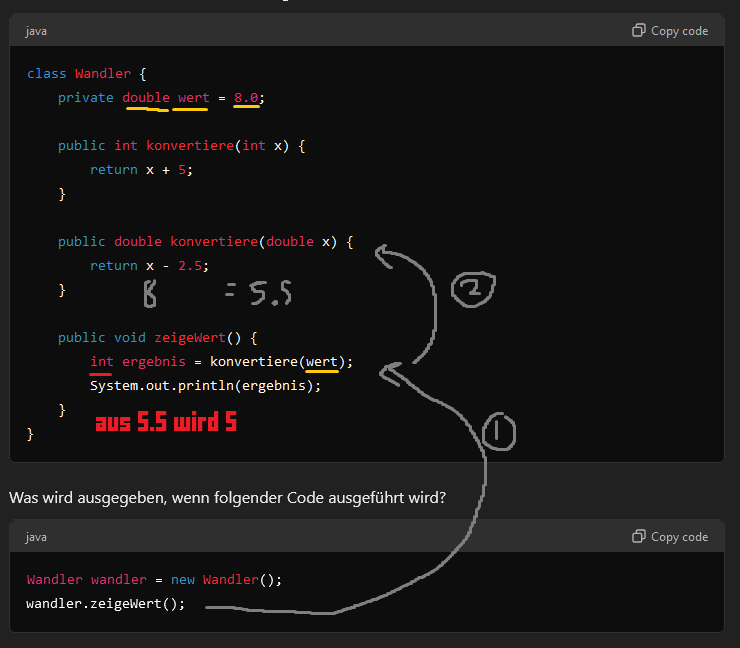 java
Copy code
class Wandler {
    private double wert = 8.0;
    public int konvertiere(int x) {
        return x + 5;
    }
    public double konvertiere(double x) {
        return x - 2.5;
    }
8 = 5.5
2
    public void zeigeWert() {
        int ergebnis = konvertiere(wert);
        System.out.println(ergebnis);
    }
aus 5.5 wird 5
1
}
Was wird ausgegeben, wenn folgender Code ausgeführt wird?
java
Copy code
Wandler wandler = new Wandler();
wandler.zeigeWert();